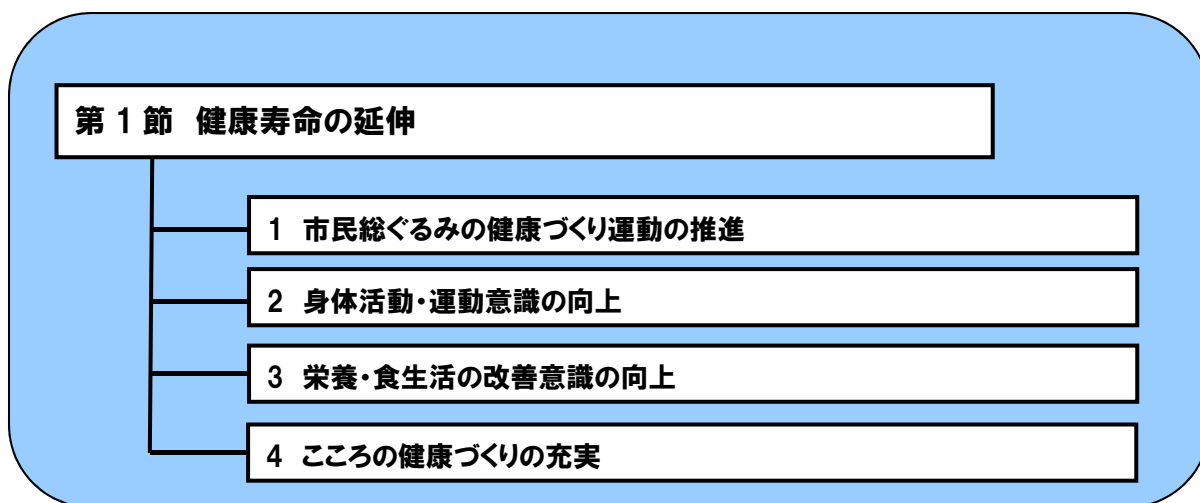 第1節 健康寿命の延伸
1 市民総ぐるみの健康づくり運動の推進
2 身体活動・運動意識の向上
3 栄養・食生活の改善意識の向上
4 こころの健康づくりの充実